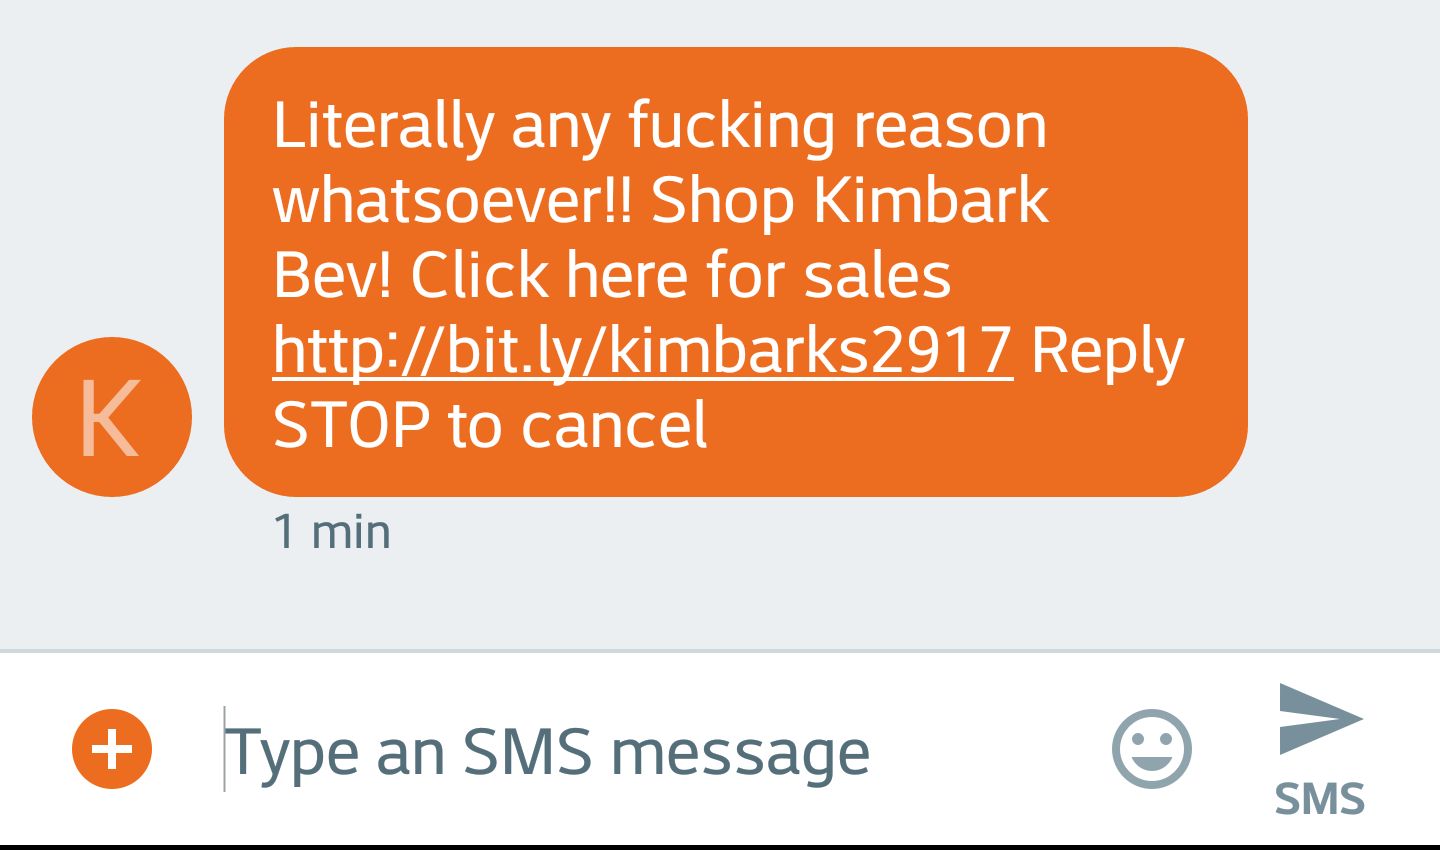 Literally any fucking reason
whatsoever!! Shop Kimbark
Bev! Click here for sales
http://bit.ly/kimbarks2917 Reply
STOP to cancel
K
1 min
Type an SMS message
SMS